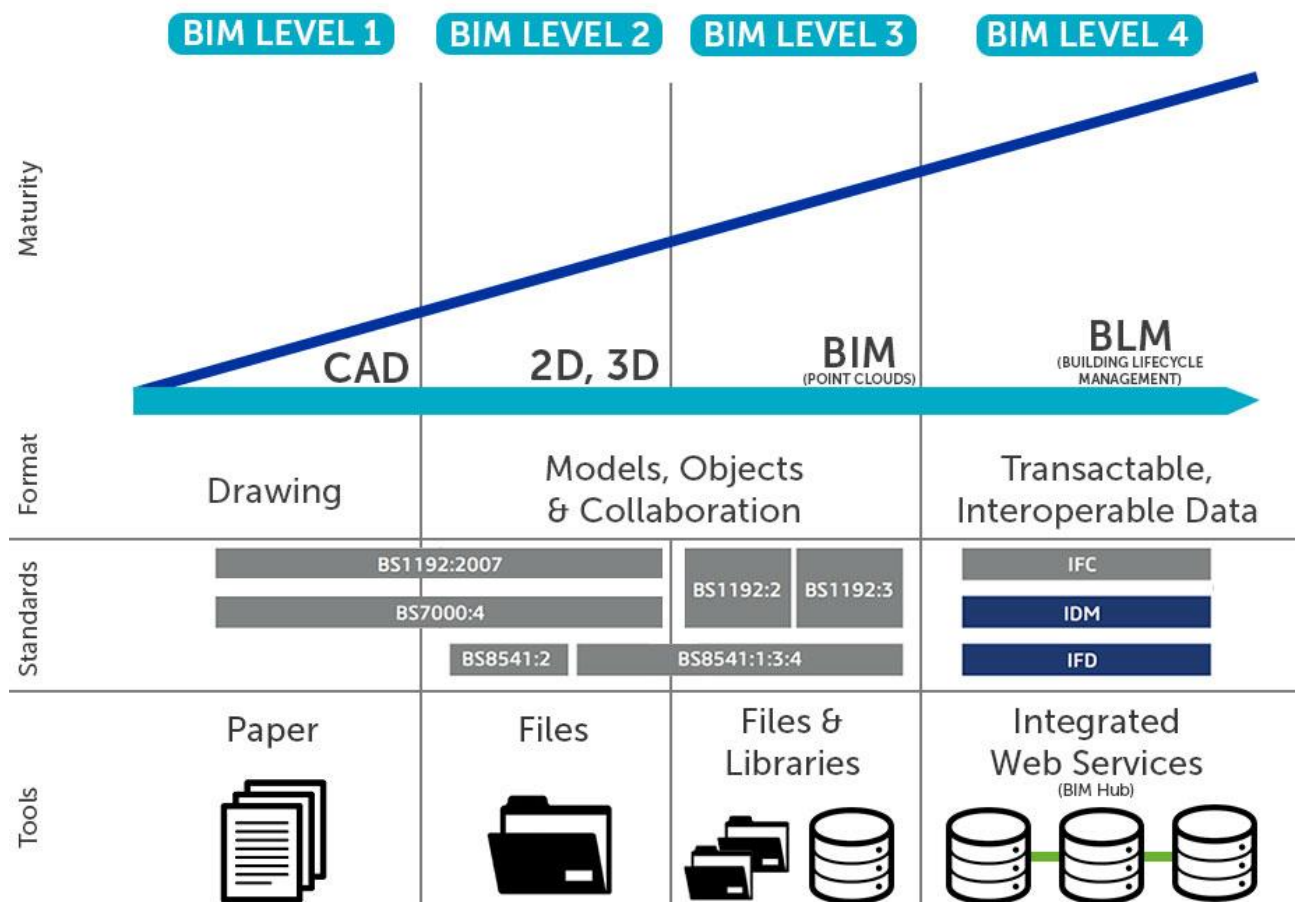 BIM LEVEL 1
BIM LEVEL 2
BIM LEVEL 3
BIM LEVEL 4
Maturity
CAD
2D, 3D
BIM
(POINT CLOUDS)
BLM
(BUILDING LIFECYCLE
MANAGEMENT)
Format
Drawing
Models, Objects
& Collaboration
Transactable,
Interoperable Data
Standards
BS1192:2007
BS7000:4
BS8541:2
BS1192:2
BS1192:3
BS8541:1:3:4
IFC
IDM
IFD
Tools
Paper
Files
Files &
Libraries
Integrated
Web Services
(BIM Hub)